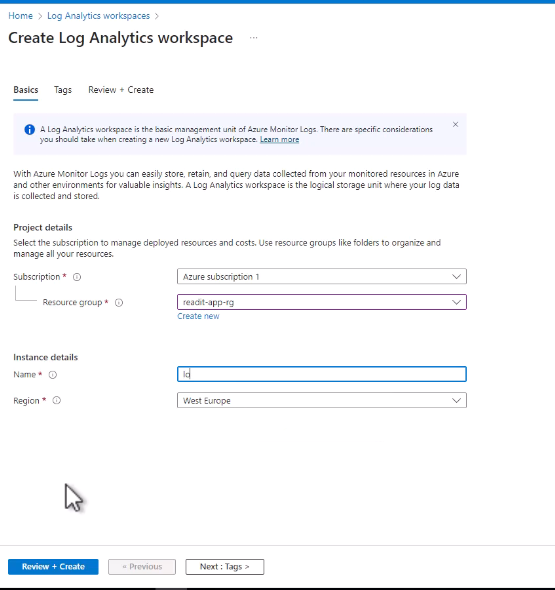 Home > Log Analytics workspaces >
Create Log Analytics workspace ...
Basics Tags Review + Create
A Log Analytics workspace is the basic management unit of Azure Monitor Logs. There are specific considerations
you should take when creating a new Log Analytics workspace. Learn more
With Azure Monitor Logs you can easily store, retain, and query data collected from your monitored resources in Azure
and other environments for valuable insights. A Log Analytics workspace is the logical storage unit where your log data
is collected and stored.
Project details
Select the subscription to manage deployed resources and costs. Use resource groups like folders to organize and
manage all your resources.
Subscription * Azure subscription 1
Resource group * readit-app-rg
Create new
Instance details
Name * lo
Region * West Europe
Review + Create « Previous Next : Tags >